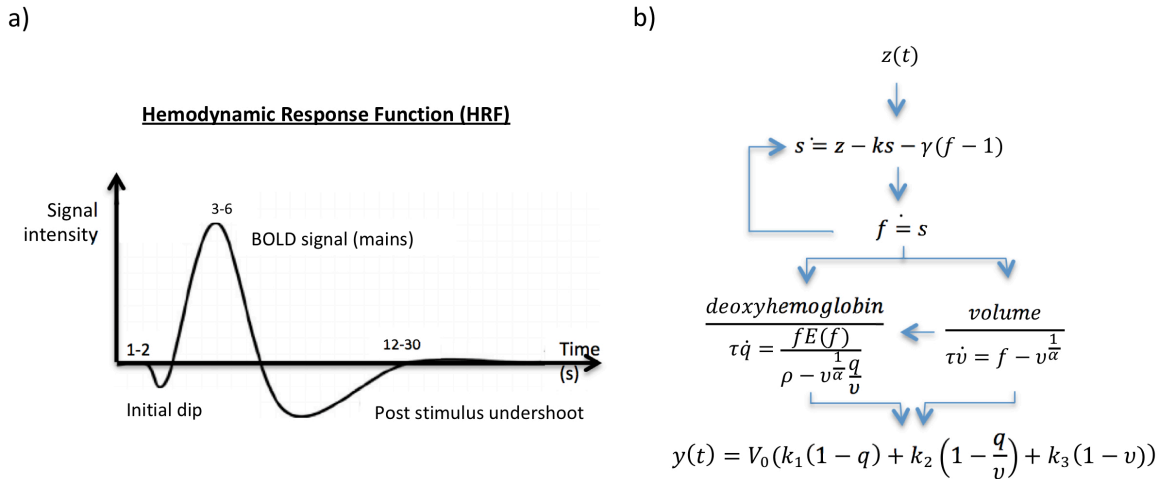 a)
Hemodynamic Response Function (HRF)
Signal
intensity
3-6
BOLD signal (mains)
1-2
12-30
Time
(s)
Initial dip
Post stimulus undershoot
b)
z(t)
ṡ = z − ks − γ(f − 1)
ḟ = s
deoxyhemoglobin
τq̇ = fE(f) / ρ − υ^(1/α) q/υ
volume
τυ̇ = f − υ^(1/α)
y(t) = V₀(k₁(1 − q) + k₂(1 − q/υ) + k₃(1 − υ))